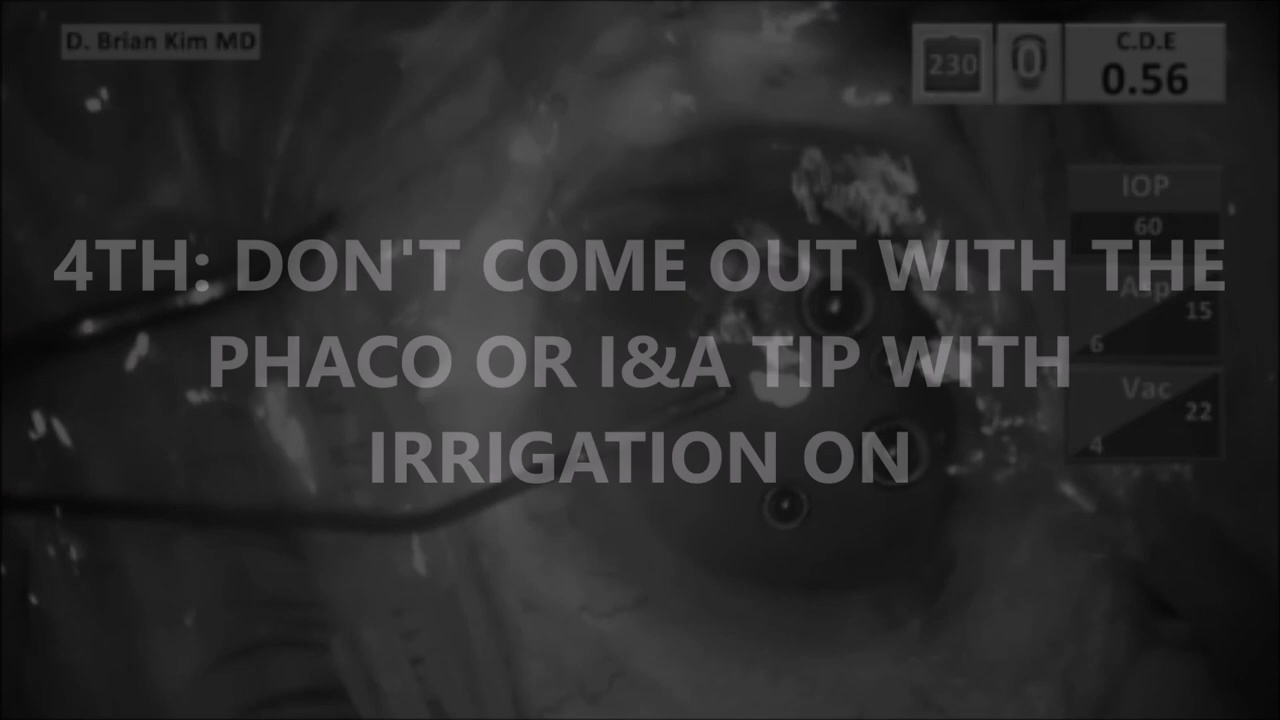 D. Brian Kim MD
230
0
C.D.E
0.56
IOP
60
4TH: DON'T COME OUT WITH THE
Asp
15
6
PHACO OR I&A TIP WITH
Vac
22
4
IRRIGATION ON